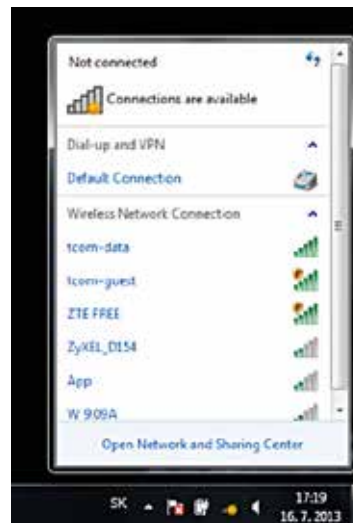 Not connected
Connections are available
Dial-up and VPN
Default Connection
Wireless Network Connection
tcom-data
tcom-guest
ZTE FREE
ZyXEL_D154
App
W 909A
Open Network and Sharing Center
SK
17:19
16. 7. 2013